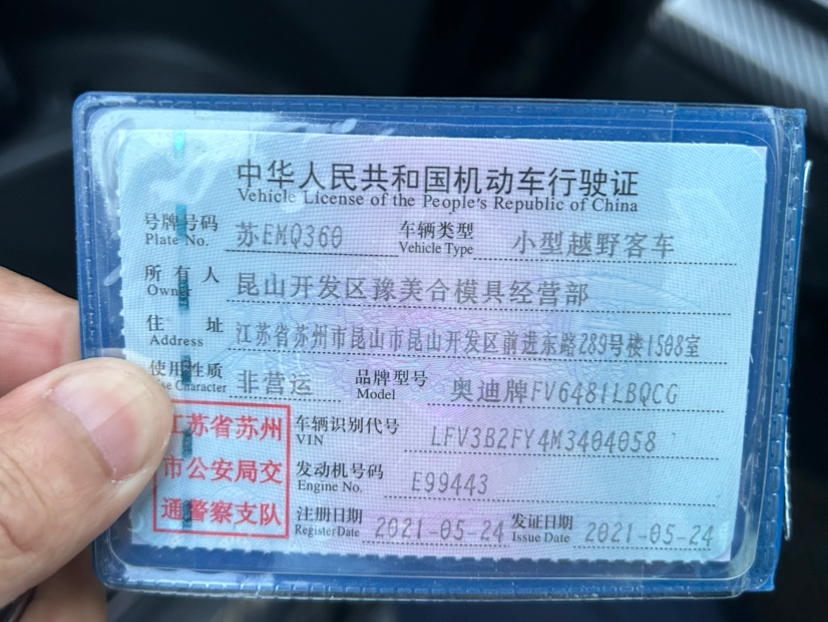 中华人民共和国机动车行驶证
Vehicle License of the People's Republic of China
号牌号码 苏EMQ360 车辆类型 小型越野客车
Plate No. Vehicle Type
所有人 昆山开发区豫美合模具经营部
Owner
住址 江苏省苏州市昆山市昆山开发区前进东路289号楼1508室
Address
使用性质 非营运 品牌型号 奥迪牌FV6481LBQCG
Use Character Model
江苏省苏州 车辆识别代号 LFV3B2FY4M3404058
VIN
市公安局交 发动机号码 E99443
Engine No.
通警察支队 注册日期 2021-05-24 发证日期 2021-05-24
Register Date Issue Date